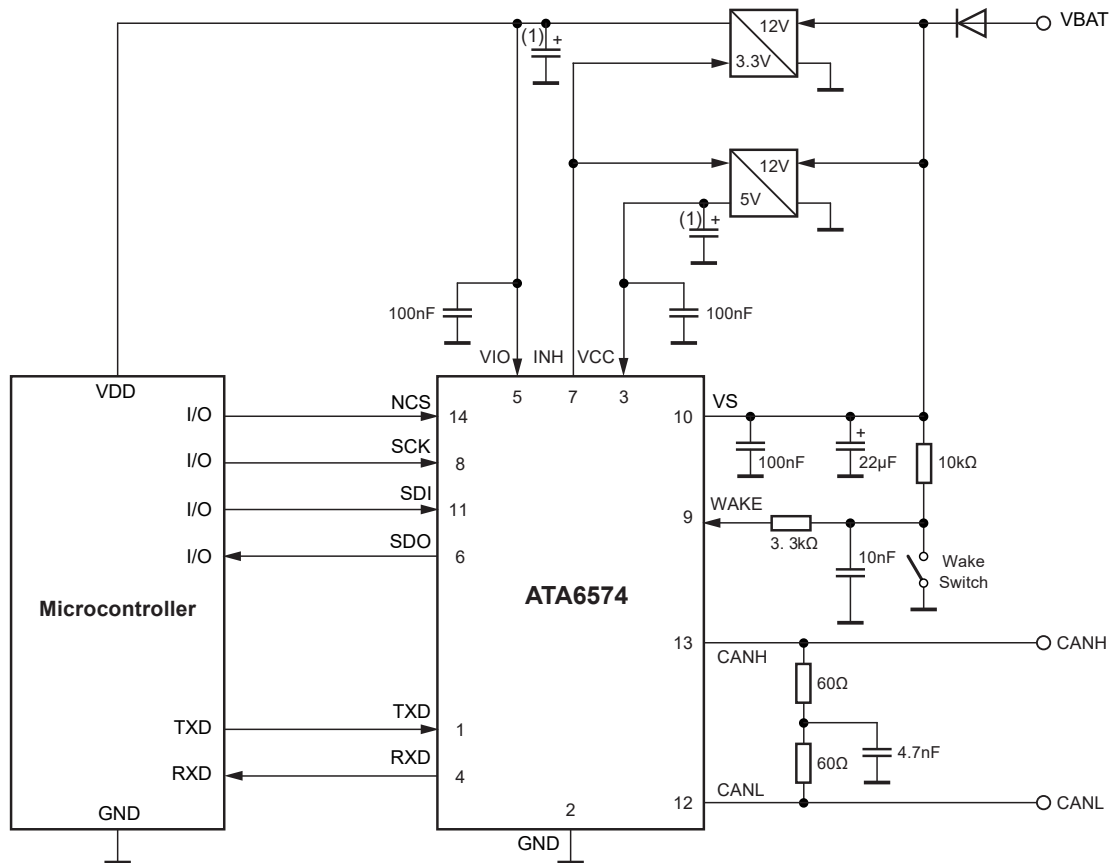 VBAT
12V
3.3V
(1)
+
12V
5V
(1)
+
100nF
100nF
VIO
INH
VCC
VDD
5
7
3
I/O
NCS
14
10
VS
I/O
SCK
8
100nF
+
22µF
10kΩ
I/O
SDI
11
WAKE
9
I/O
SDO
6
3. 3kΩ
10nF
Wake
Switch
Microcontroller
ATA6574
13
CANH
CANH
60Ω
TXD
TXD
1
60Ω
4.7nF
RXD
RXD
4
12
CANL
CANL
GND
2
GND